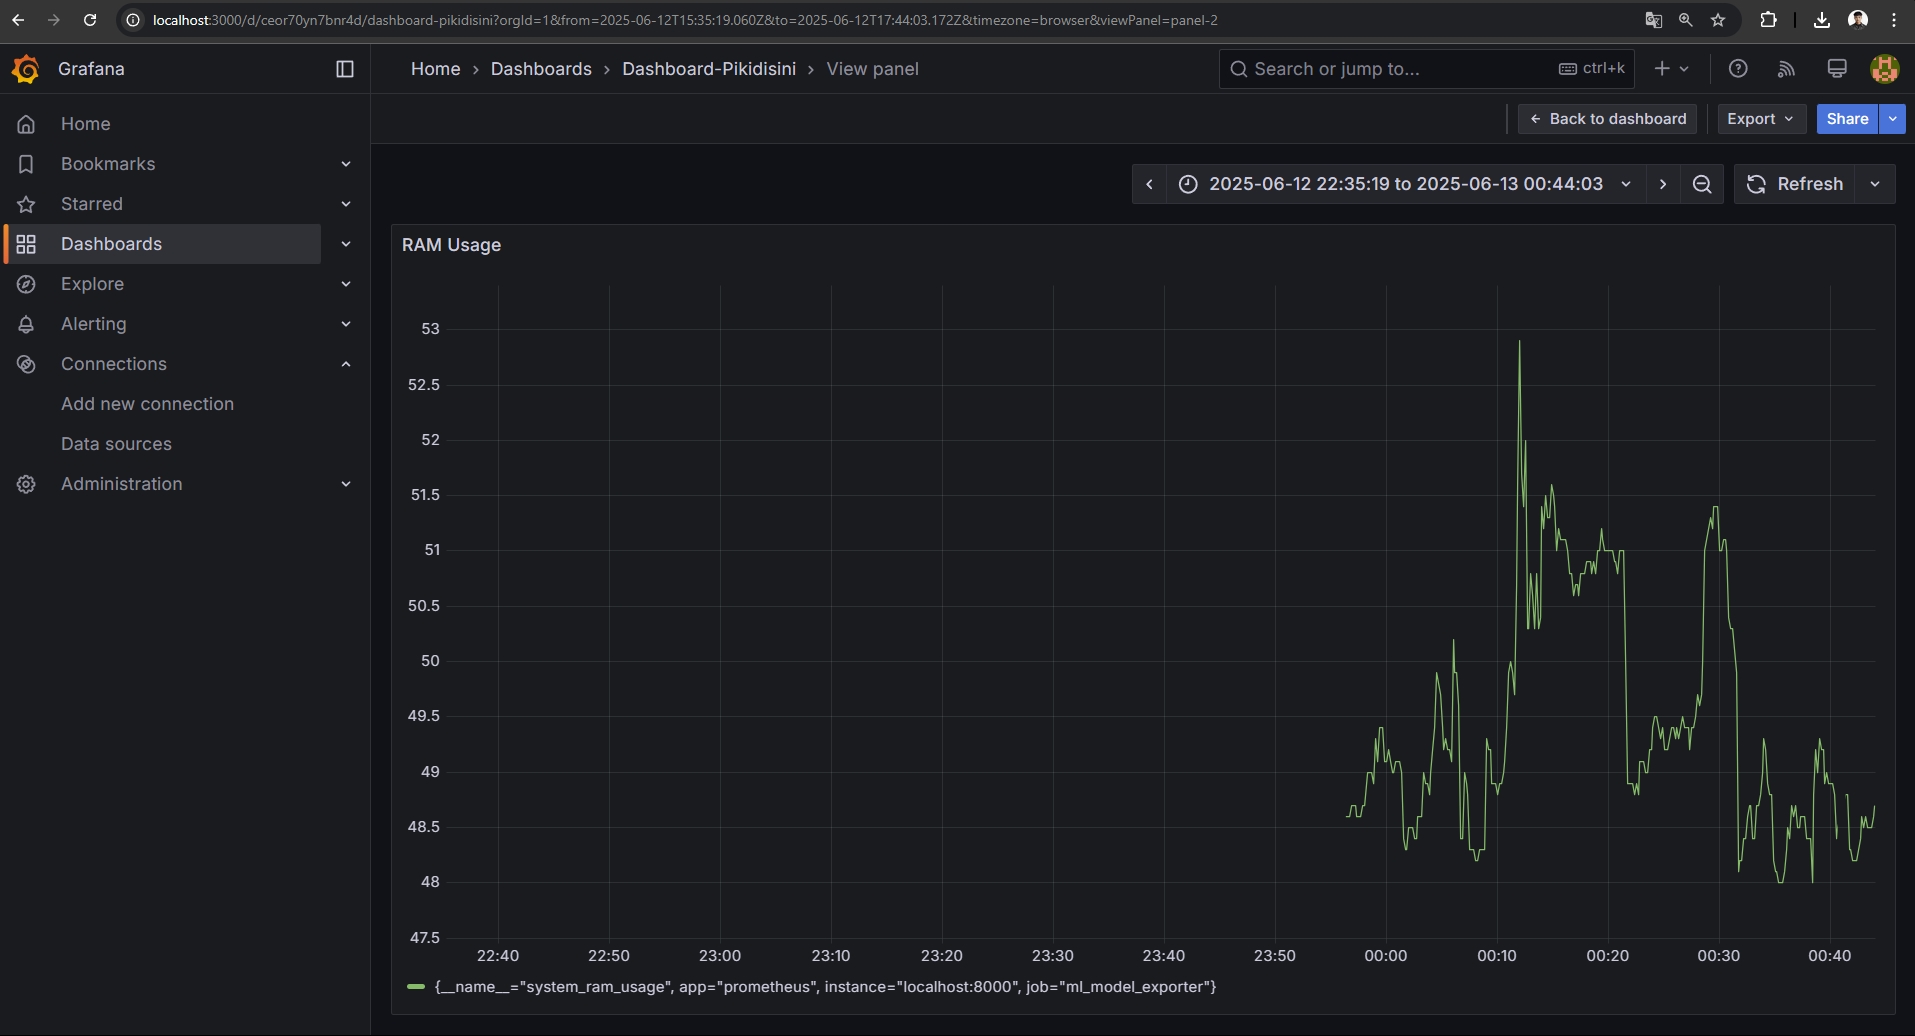 localhost:3000/d/ceor70yn7bnr4d/dashboard-pikidisini?orgId=1&from=2025-06-12T15:35:19.060Z&to=2025-06-12T17:44:03.172Z&timezone=browser&viewPanel=panel-2
Grafana
Home › Dashboards › Dashboard-Pikidisini › View panel
Search or jump to... ctrl+k
Back to dashboard Export Share
Home
Bookmarks
Starred
Dashboards
Explore
Alerting
Connections
Add new connection
Data sources
Administration
2025-06-12 22:35:19 to 2025-06-13 00:44:03 Refresh
RAM Usage
53
52.5
52
51.5
51
50.5
50
49.5
49
48.5
48
47.5
22:40 22:50 23:00 23:10 23:20 23:30 23:40 23:50 00:00 00:10 00:20 00:30 00:40
{__name__="system_ram_usage", app="prometheus", instance="localhost:8000", job="ml_model_exporter"}